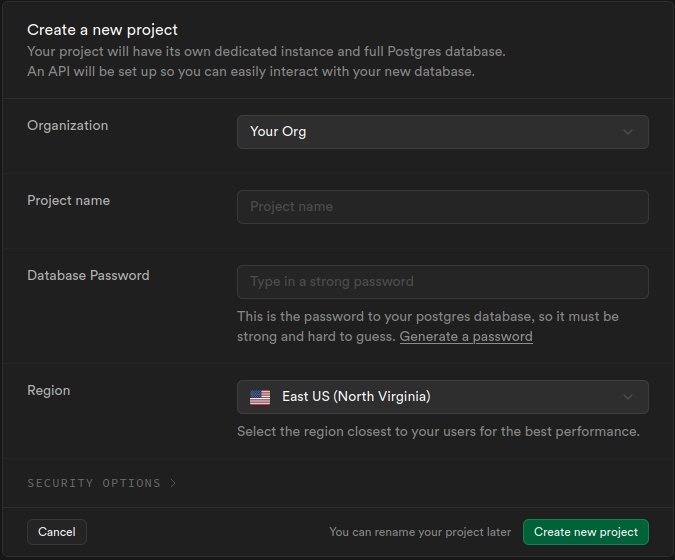 Create a new project
Your project will have its own dedicated instance and full Postgres database.
An API will be set up so you can easily interact with your new database.
Organization
Your Org
Project name
Project name
Database Password
Type in a strong password
This is the password to your postgres database, so it must be
strong and hard to guess. Generate a password
Region
East US (North Virginia)
Select the region closest to your users for the best performance.
SECURITY OPTIONS
Cancel
You can rename your project later
Create new project